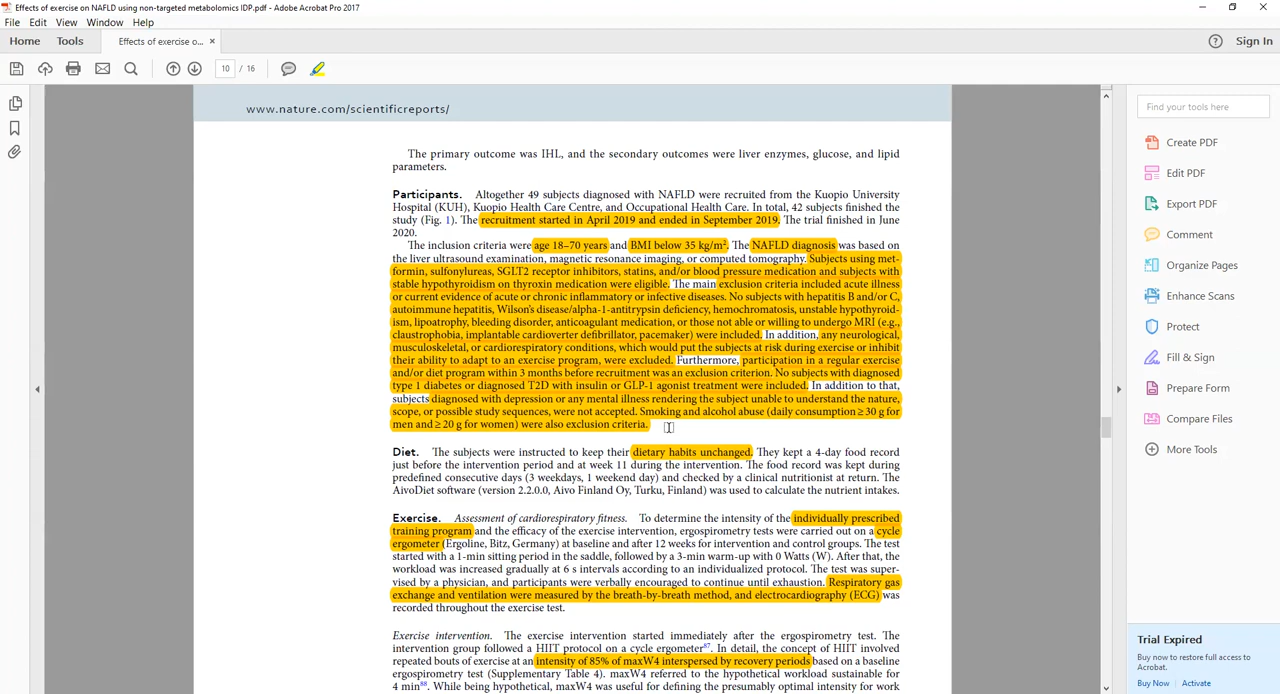 Effects of exercise on NAFLD using non-targeted metabolomics IDP.pdf - Adobe Acrobat Pro 2017
File Edit View Window Help
Home Tools Effects of exercise o... × Sign In
10 / 16
www.nature.com/scientificreports/
The primary outcome was IHL, and the secondary outcomes were liver enzymes, glucose, and lipid
parameters.
Participants. Altogether 49 subjects diagnosed with NAFLD were recruited from the Kuopio University
Hospital (KUH), Kuopio Health Care Centre, and Occupational Health Care. In total, 42 subjects finished the
study (Fig. 1). The recruitment started in April 2019 and ended in September 2019. The trial finished in June
2020.
The inclusion criteria were age 18–70 years and BMI below 35 kg/m². The NAFLD diagnosis was based on
the liver ultrasound examination, magnetic resonance imaging, or computed tomography. Subjects using met-
formin, sulfonylureas, SGLT2 receptor inhibitors, statins, and/or blood pressure medication and subjects with
stable hypothyroidism on thyroxin medication were eligible. The main exclusion criteria included acute illness
or current evidence of acute or chronic inflammatory or infective diseases. No subjects with hepatitis B and/or C,
autoimmune hepatitis, Wilson's disease/alpha-1-antitrypsin deficiency, hemochromatosis, unstable hypothyroid-
ism, lipoatrophy, bleeding disorder, anticoagulant medication, or those not able or willing to undergo MRI (e.g.,
claustrophobia, implantable cardioverter defibrillator, pacemaker) were included. In addition, any neurological,
musculoskeletal, or cardiorespiratory conditions, which would put the subjects at risk during exercise or inhibit
their ability to adapt to an exercise program, were excluded. Furthermore, participation in a regular exercise
and/or diet program within 3 months before recruitment was an exclusion criterion. No subjects with diagnosed
type 1 diabetes or diagnosed T2D with insulin or GLP-1 agonist treatment were included. In addition to that,
subjects diagnosed with depression or any mental illness rendering the subject unable to understand the nature,
scope, or possible study sequences, were not accepted. Smoking and alcohol abuse (daily consumption ≥ 30 g for
men and ≥ 20 g for women) were also exclusion criteria.
Diet. The subjects were instructed to keep their dietary habits unchanged. They kept a 4-day food record
just before the intervention period and at week 11 during the intervention. The food record was kept during
predefined consecutive days (3 weekdays, 1 weekend day) and checked by a clinical nutritionist at return. The
AivoDiet software (version 2.2.0.0, Aivo Finland Oy, Turku, Finland) was used to calculate the nutrient intakes.
Exercise. Assessment of cardiorespiratory fitness. To determine the intensity of the individually prescribed
training program and the efficacy of the exercise intervention, ergospirometry tests were carried out on a cycle
ergometer (Ergoline, Bitz, Germany) at baseline and after 12 weeks for intervention and control groups. The test
started with a 1-min sitting period in the saddle, followed by a 3-min warm-up with 0 Watts (W). After that, the
workload was increased gradually at 6 s intervals according to an individualized protocol. The test was super-
vised by a physician, and participants were verbally encouraged to continue until exhaustion. Respiratory gas
exchange and ventilation were measured by the breath-by-breath method, and electrocardiography (ECG) was
recorded throughout the exercise test.
Exercise intervention. The exercise intervention started immediately after the ergospirometry test. The
intervention group followed a HIIT protocol on a cycle ergometer87. In detail, the concept of HIIT involved
repeated bouts of exercise at an intensity of 85% of maxW4 interspersed by recovery periods based on a baseline
ergospirometry test (Supplementary Table 4). maxW4 referred to the hypothetical workload sustainable for
4 min88. While being hypothetical, maxW4 was useful for defining the presumably optimal intensity for work
Find your tools here
Create PDF
Edit PDF
Export PDF
Comment
Organize Pages
Enhance Scans
Protect
Fill & Sign
Prepare Form
Compare Files
More Tools
Trial Expired
Buy now to restore full access to
Acrobat.
Buy Now Activate